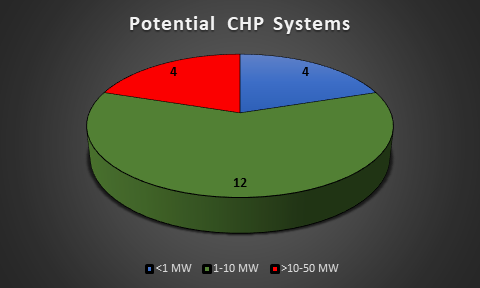 Potential CHP Systems
4
4
12
<1 MW 1-10 MW >10-50 MW